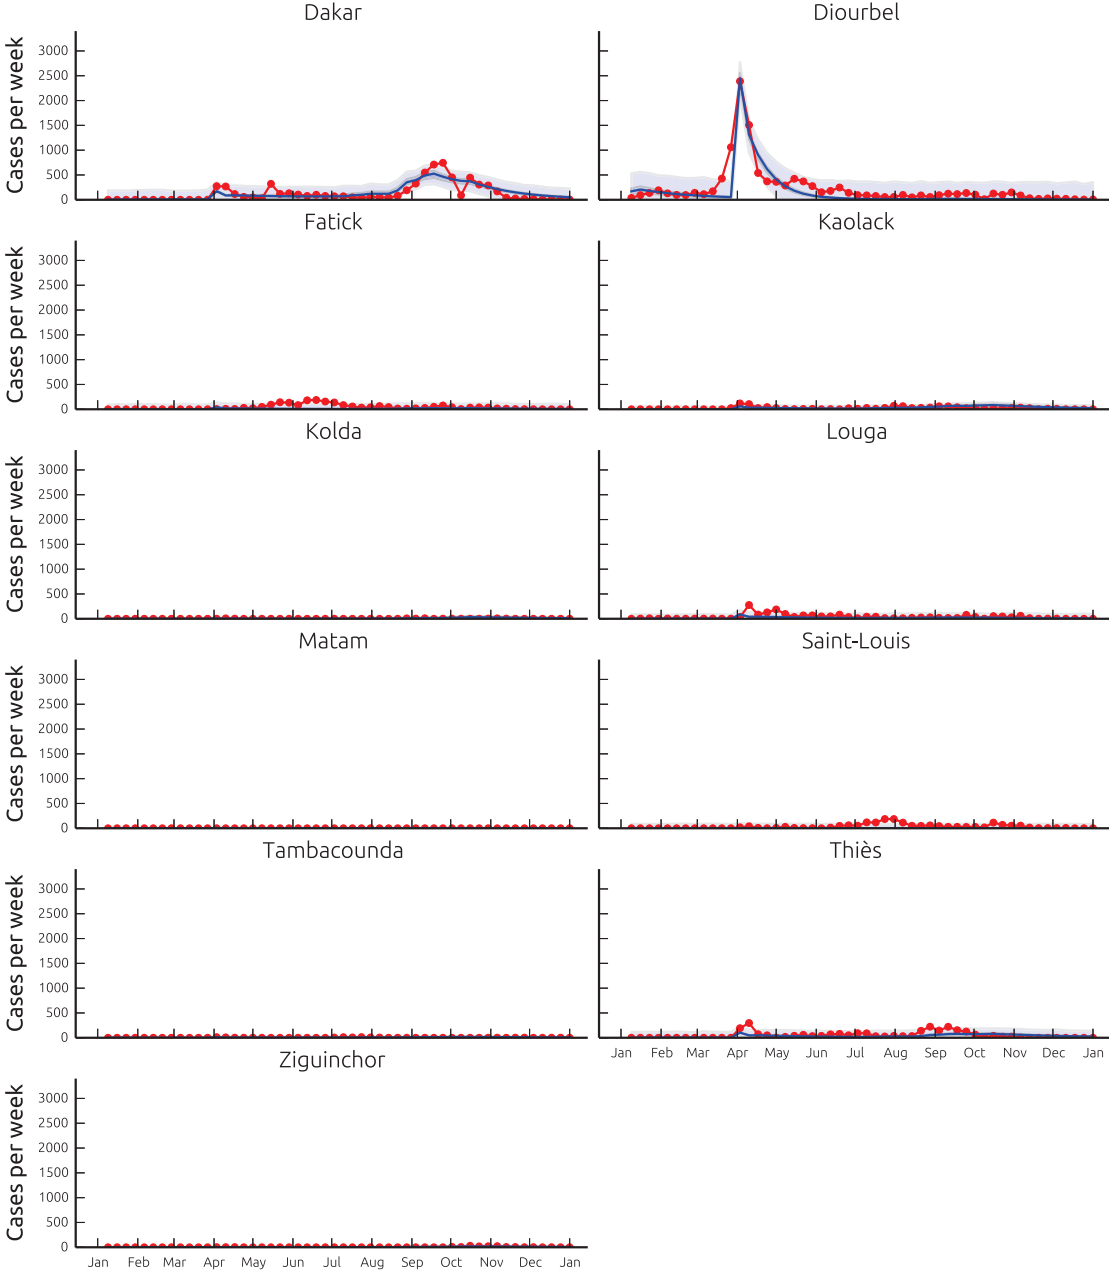 Dakar
Diourbel
Cases per week
3000
2500
2000
1500
1000
500
0
Fatick
Kaolack
Cases per week
3000
2500
2000
1500
1000
500
0
Kolda
Louga
Cases per week
3000
2500
2000
1500
1000
500
0
Matam
Saint-Louis
Cases per week
3000
2500
2000
1500
1000
500
0
Tambacounda
Thiès
Cases per week
3000
2500
2000
1500
1000
500
0
Jan Feb Mar Apr May Jun Jul Aug Sep Oct Nov Dec Jan
Ziguinchor
Cases per week
3000
2500
2000
1500
1000
500
0
Jan Feb Mar Apr May Jun Jul Aug Sep Oct Nov Dec Jan